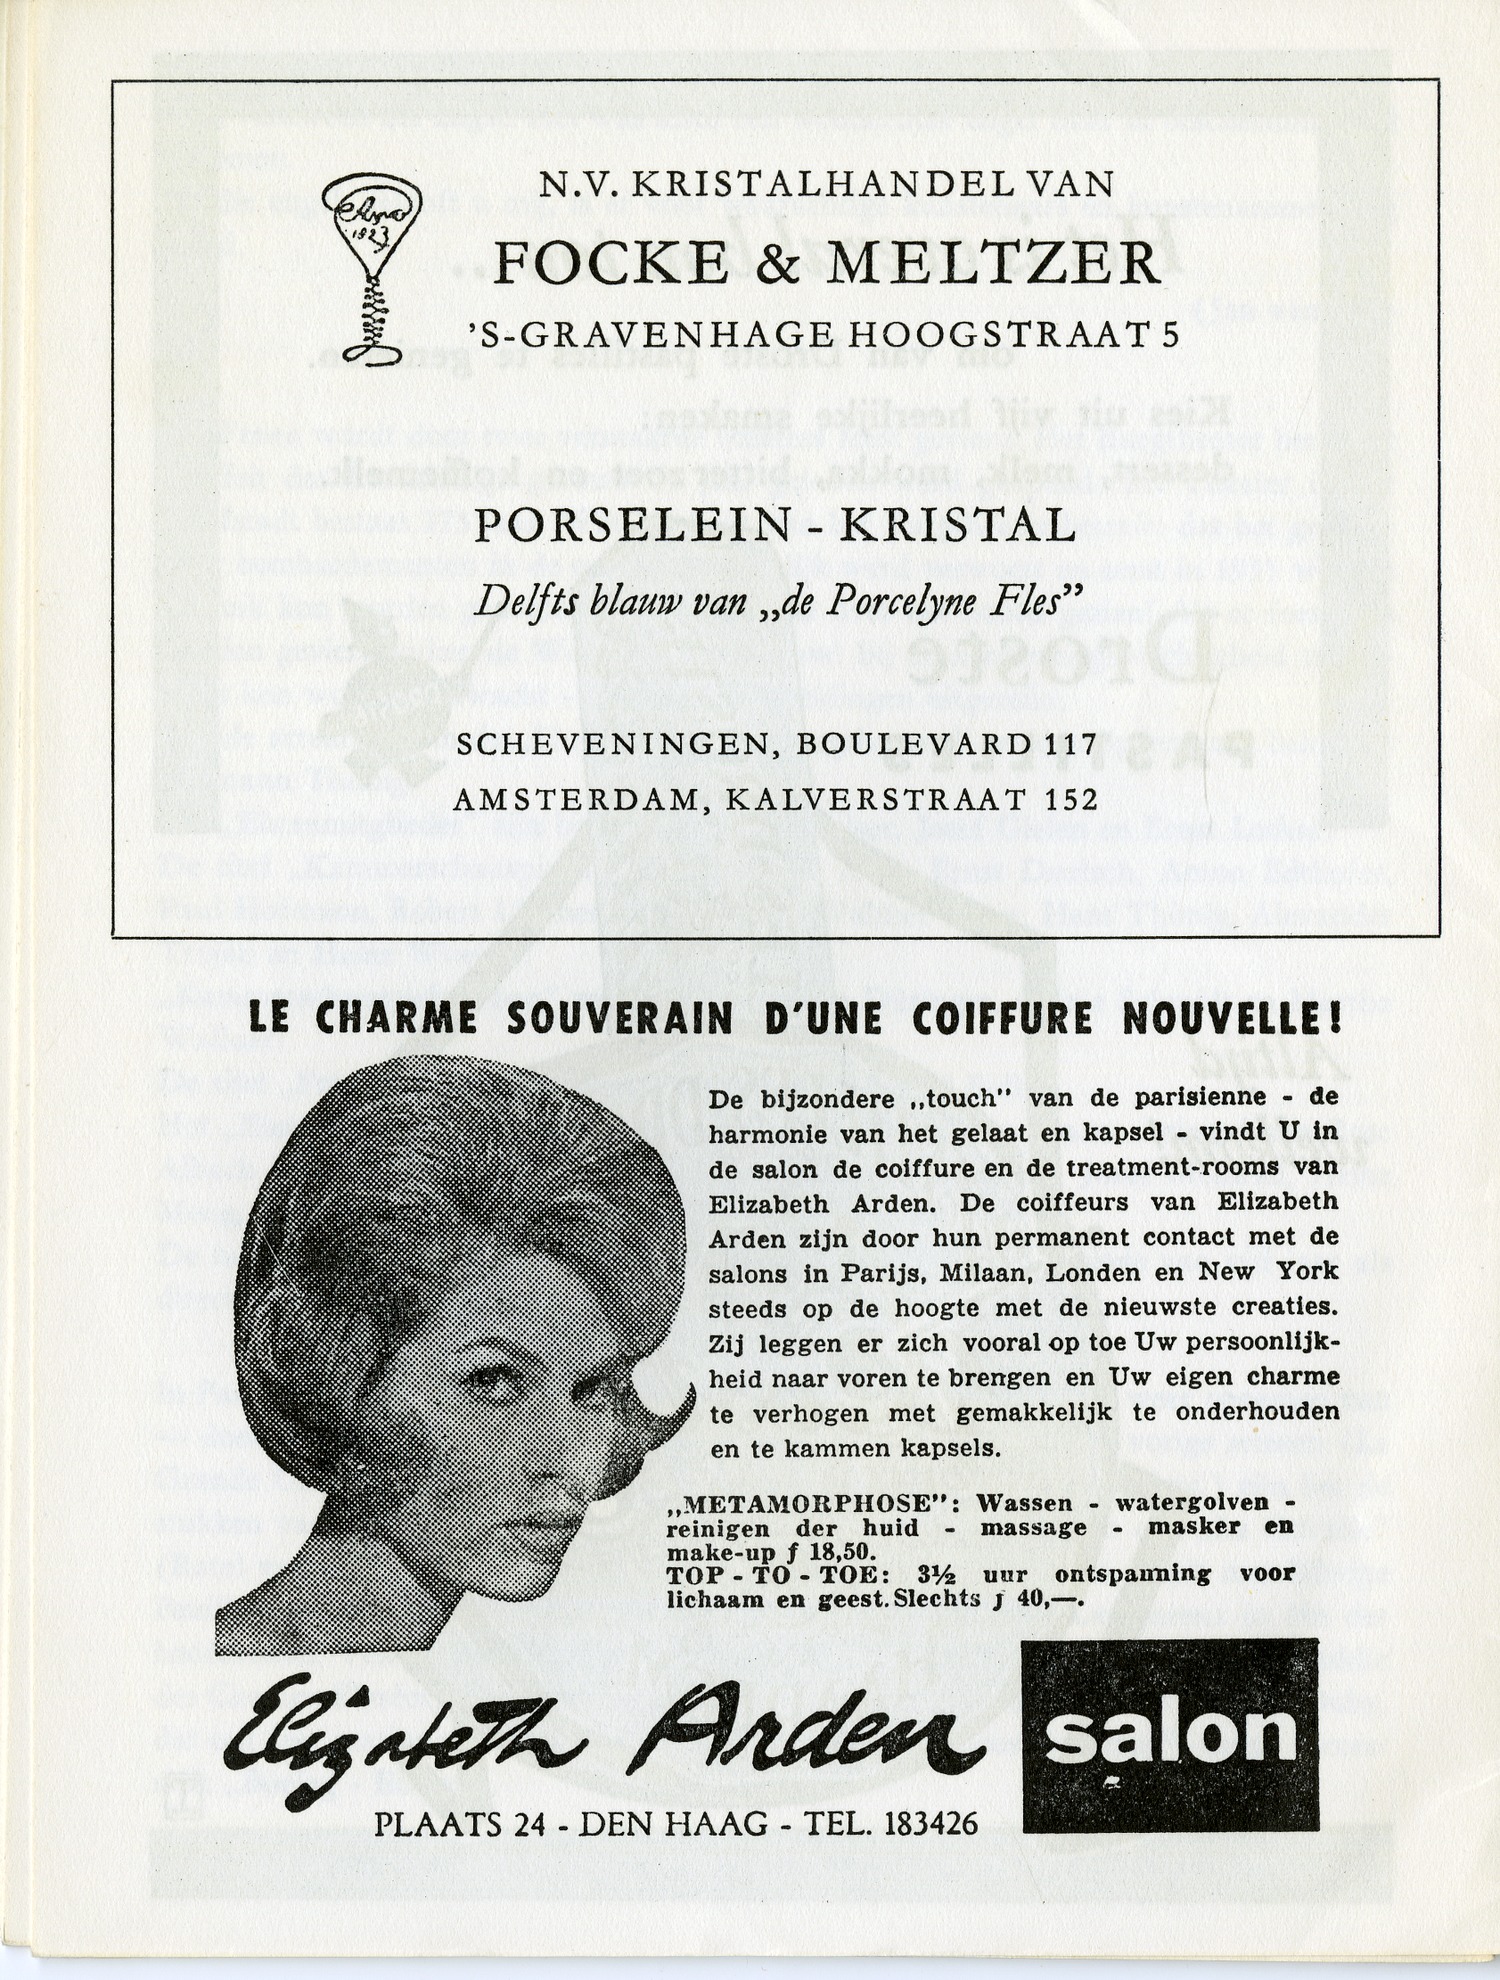 Anno
1823
N.V. KRISTALHANDEL VAN
FOCKE & MELTZER
'S-GRAVENHAGE HOOGSTRAAT 5
PORSELEIN - KRISTAL
Delfts blauw van „de Porcelyne Fles”
SCHEVENINGEN, BOULEVARD 117
AMSTERDAM, KALVERSTRAAT 152
LE CHARME SOUVERAIN D'UNE COIFFURE NOUVELLE!
De bijzondere „touch” van de parisienne - de
harmonie van het gelaat en kapsel - vindt U in
de salon de coiffure en de treatment-rooms van
Elizabeth Arden. De coiffeurs van Elizabeth
Arden zijn door hun permanent contact met de
salons in Parijs, Milaan, Londen en New York
steeds op de hoogte met de nieuwste creaties.
Zij leggen er zich vooral op toe Uw persoonlijk-
heid naar voren te brengen en Uw eigen charme
te verhogen met gemakkelijk te onderhouden
en te kammen kapsels.
„METAMORPHOSE”: Wassen - watergolven -
reinigen der huid - massage - masker en
make-up ƒ 18,50.
TOP - TO - TOE: 3½ uur ontspanning voor
lichaam en geest. Slechts ƒ 40,—.
Elizabeth Arden
salon
PLAATS 24 - DEN HAAG - TEL. 183426